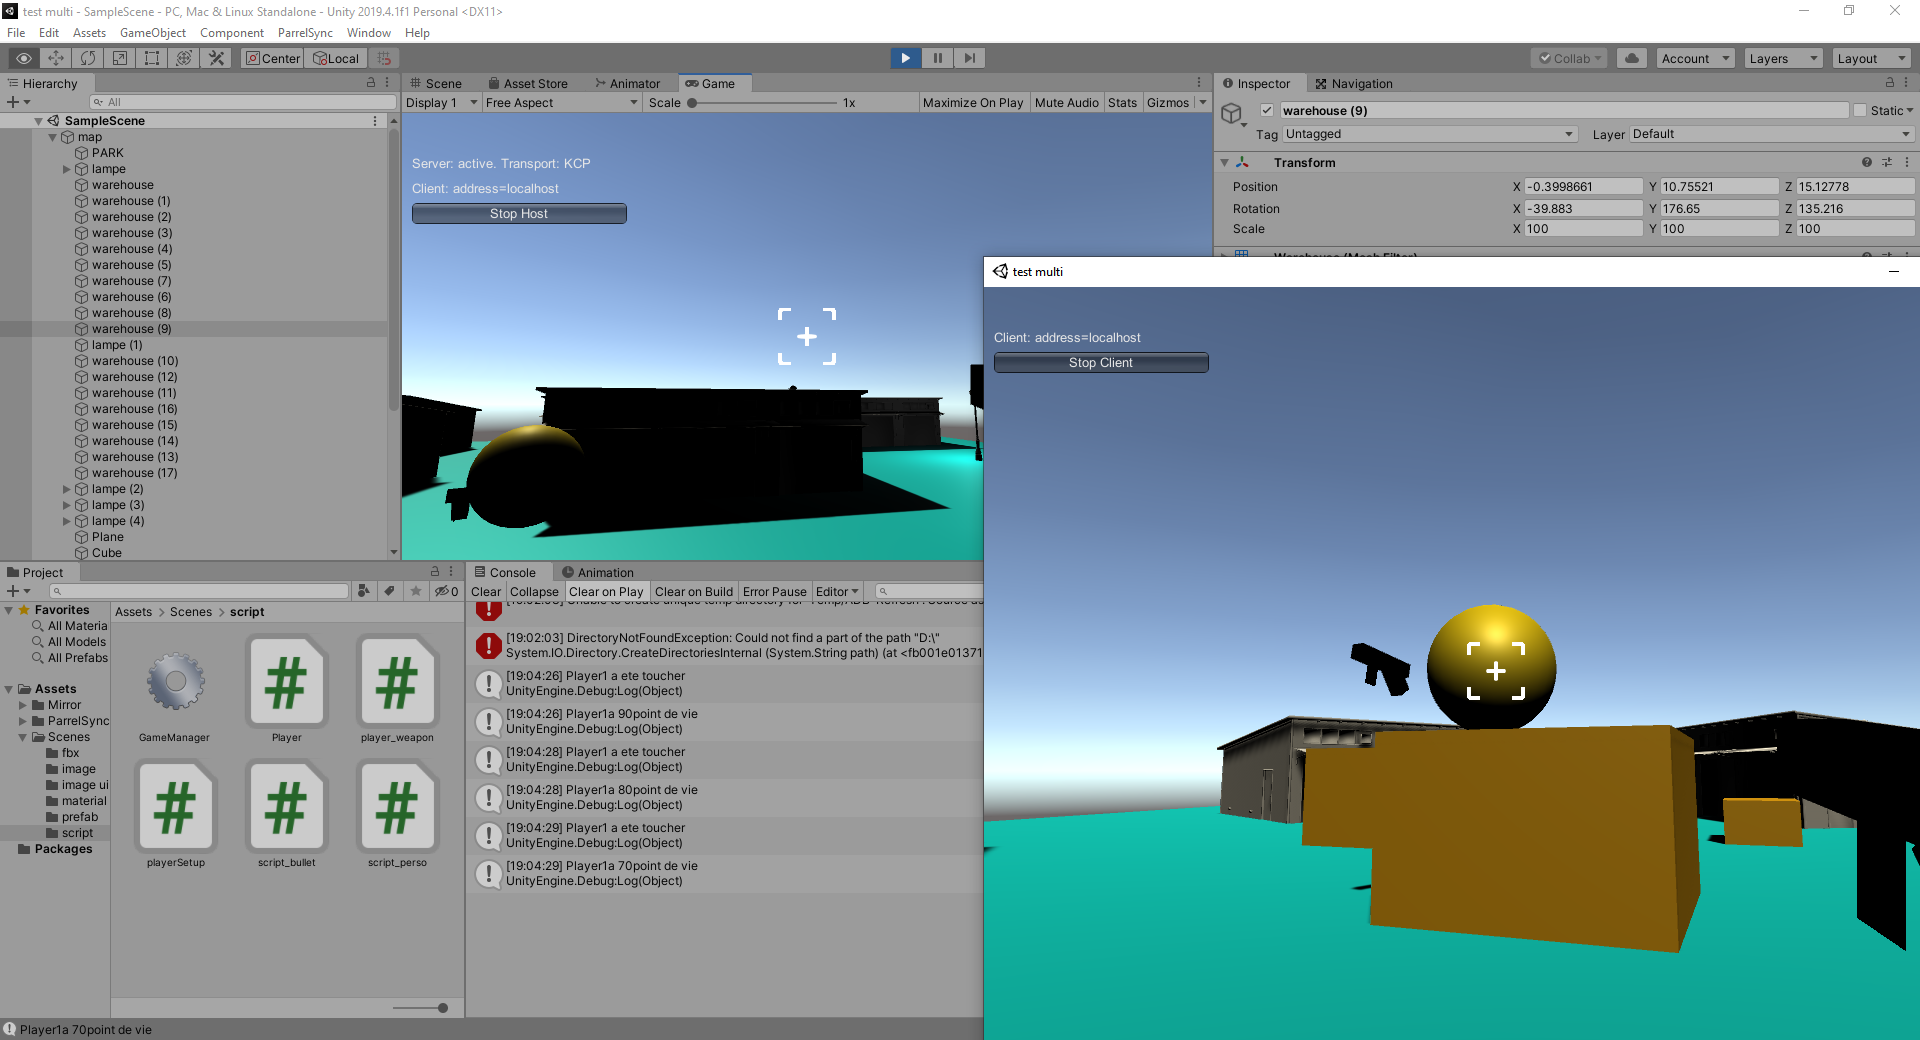 test multi - SampleScene - PC, Mac & Linux Standalone - Unity 2019.4.1f1 Personal <DX11>
File Edit Assets GameObject Component ParrelSync Window Help
Center Local Collab Account Layers Layout
Hierarchy
All
SampleScene
map
PARK
lampe
warehouse
warehouse (1)
warehouse (2)
warehouse (3)
warehouse (4)
warehouse (5)
warehouse (7)
warehouse (6)
warehouse (8)
warehouse (9)
lampe (1)
warehouse (10)
warehouse (12)
warehouse (11)
warehouse (16)
warehouse (15)
warehouse (14)
warehouse (13)
warehouse (17)
lampe (2)
lampe (3)
lampe (4)
Plane
Cube
Scene Asset Store Animator Game
Display 1 Free Aspect Scale 1x Maximize On Play Mute Audio Stats Gizmos
Server: active. Transport: KCP
Client: address=localhost
Stop Host
Inspector Navigation
warehouse (9) Static
Tag Untagged Layer Default
Transform
Position X -0.3998661 Y 10.75521 Z 15.12778
Rotation X -39.883 Y 176.65 Z 135.216
Scale X 100 Y 100 Z 100
test multi
Client: address=localhost
Stop Client
Project
0
Favorites
All Materia
All Models
All Prefabs
Assets
Mirror
ParrelSync
Scenes
fbx
image
image ui
material
prefab
script
Packages
Assets > Scenes > script
GameManager
Player
player_weapon
playerSetup
script_bullet
script_perso
Console Animation
Clear Collapse Clear on Play Clear on Build Error Pause Editor
[19:02:03] DirectoryNotFoundException: Could not find a part of the path "D:\"
System.IO.Directory.CreateDirectoriesInternal (System.String path) (at <fb001e01371
[19:04:26] Player1 a ete toucher
UnityEngine.Debug:Log(Object)
[19:04:26] Player1a 90point de vie
UnityEngine.Debug:Log(Object)
[19:04:28] Player1 a ete toucher
UnityEngine.Debug:Log(Object)
[19:04:28] Player1a 80point de vie
UnityEngine.Debug:Log(Object)
[19:04:29] Player1 a ete toucher
UnityEngine.Debug:Log(Object)
[19:04:29] Player1a 70point de vie
UnityEngine.Debug:Log(Object)
Player1a 70point de vie